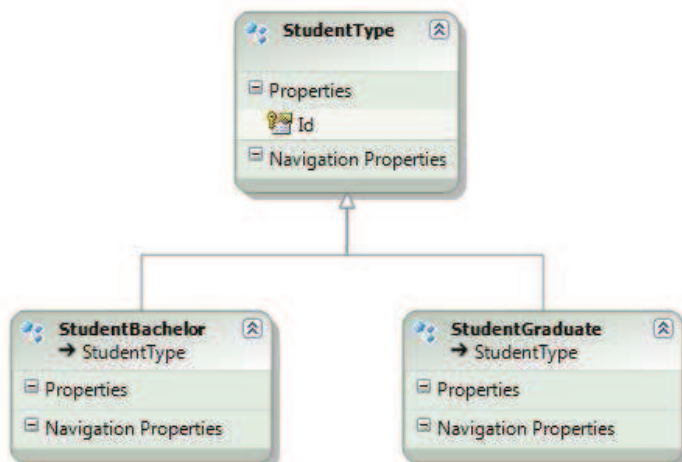 StudentType
Properties
Id
Navigation Properties
StudentBachelor
→ StudentType
Properties
Navigation Properties
StudentGraduate
→ StudentType
Properties
Navigation Properties